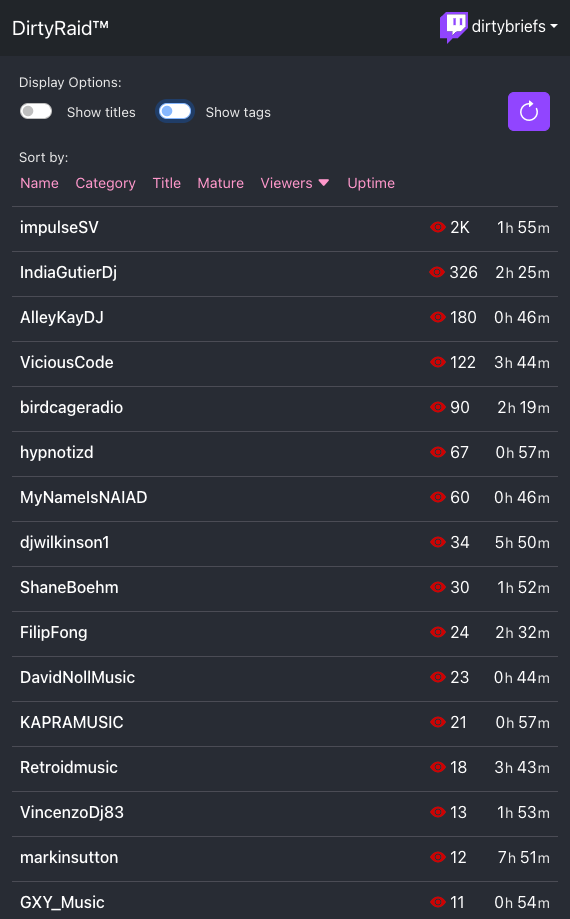 DirtyRaid™ dirtybriefs
Display Options:
Show titles Show tags
Sort by:
Name Category Title Mature Viewers Uptime
impulseSV 2K 1h 55m
IndiaGutierDj 326 2h 25m
AlleyKayDJ 180 0h 46m
ViciousCode 122 3h 44m
birdcageradio 90 2h 19m
hypnotizd 67 0h 57m
MyNameIsNAIAD 60 0h 46m
djwilkinson1 34 5h 50m
ShaneBoehm 30 1h 52m
FilipFong 24 2h 32m
DavidNollMusic 23 0h 44m
KAPRAMUSIC 21 0h 57m
Retroidmusic 18 3h 43m
VincenzoDj83 13 1h 53m
markinsutton 12 7h 51m
GXY_Music 11 0h 54m